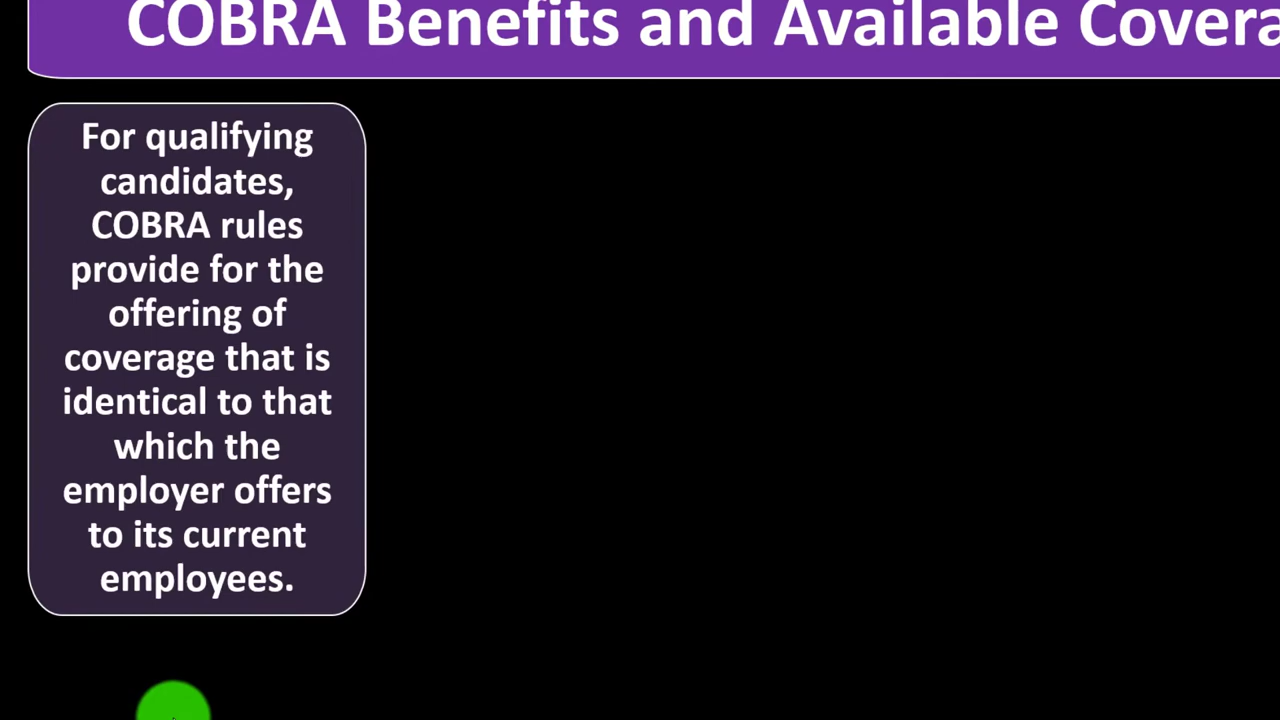 COBRA Benefits and Available Covera
For qualifying
candidates,
COBRA rules
provide for the
offering of
coverage that is
identical to that
which the
employer offers
to its current
employees.